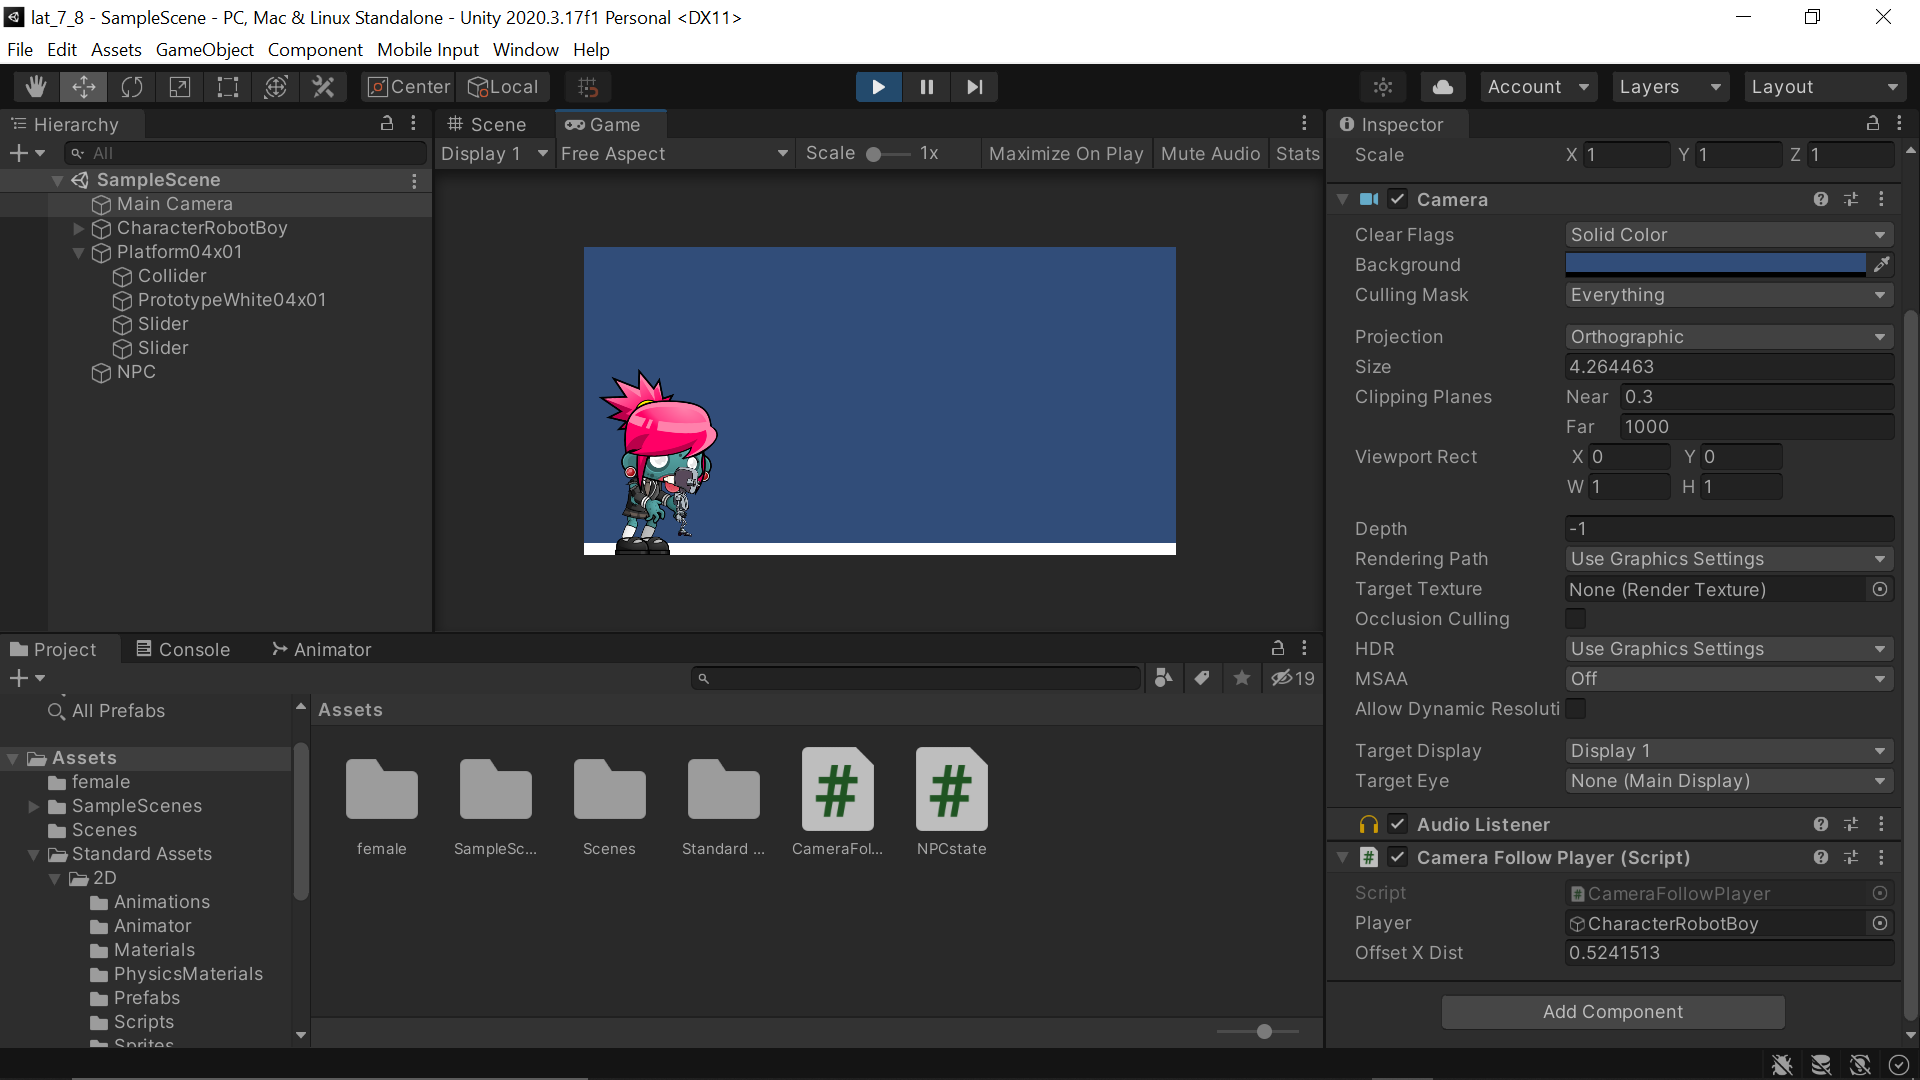 lat_7_8 - SampleScene - PC, Mac & Linux Standalone - Unity 2020.3.17f1 Personal <DX11>
File Edit Assets GameObject Component Mobile Input Window Help
Center Local Account Layers Layout
Hierarchy
All
SampleScene
Main Camera
CharacterRobotBoy
Platform04x01
Collider
PrototypeWhite04x01
Slider
Slider
NPC
Scene Game
Display 1 Free Aspect Scale 1x Maximize On Play Mute Audio Stats
Inspector
Scale X 1 Y 1 Z 1
Camera
Clear Flags Solid Color
Background
Culling Mask Everything
Projection Orthographic
Size 4.264463
Clipping Planes Near 0.3
Far 1000
Viewport Rect X 0 Y 0
W 1 H 1
Depth -1
Rendering Path Use Graphics Settings
Target Texture None (Render Texture)
Occlusion Culling
HDR Use Graphics Settings
MSAA Off
Allow Dynamic Resoluti
Target Display Display 1
Target Eye None (Main Display)
Audio Listener
Camera Follow Player (Script)
Script CameraFollowPlayer
Player CharacterRobotBoy
Offset X Dist 0.5241513
Add Component
Project Console Animator
19
All Prefabs
Assets
female
SampleScenes
Scenes
Standard Assets
2D
Animations
Animator
Materials
PhysicsMaterials
Prefabs
Scripts
Sprites
Assets
female SampleSc... Scenes Standard ... CameraFol... NPCstate